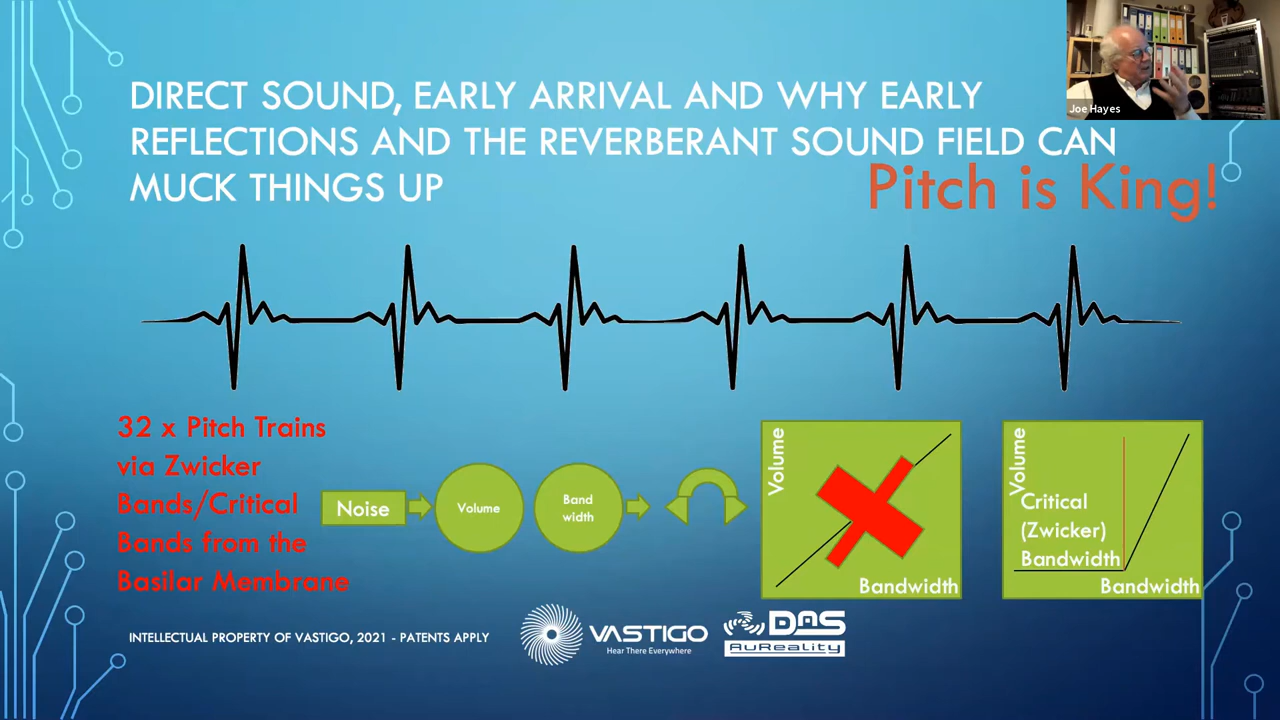 Joe Hayes
DIRECT SOUND, EARLY ARRIVAL AND WHY EARLY
REFLECTIONS AND THE REVERBERANT SOUND FIELD CAN
MUCK THINGS UP
Pitch is King!
32 x Pitch Trains
via Zwicker
Bands/Critical
Bands from the
Basilar Membrane
Noise
Volume
Band
width
Volume
Bandwidth
Volume
Critical
(Zwicker)
Bandwidth
Bandwidth
INTELLECTUAL PROPERTY OF VASTIGO, 2021 - PATENTS APPLY
VASTIGO
Hear There Everywhere
DAS
AuReality